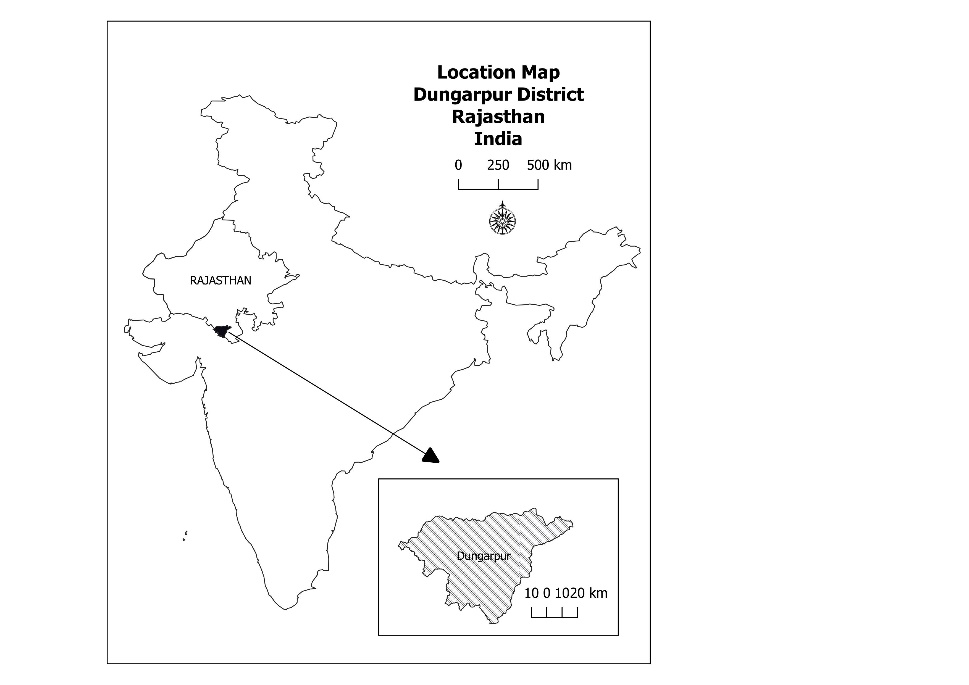 Location Map
Dungarpur District
Rajasthan
India
0 250 500 km
RAJASTHAN
Dungarpur
10 0 1020 km